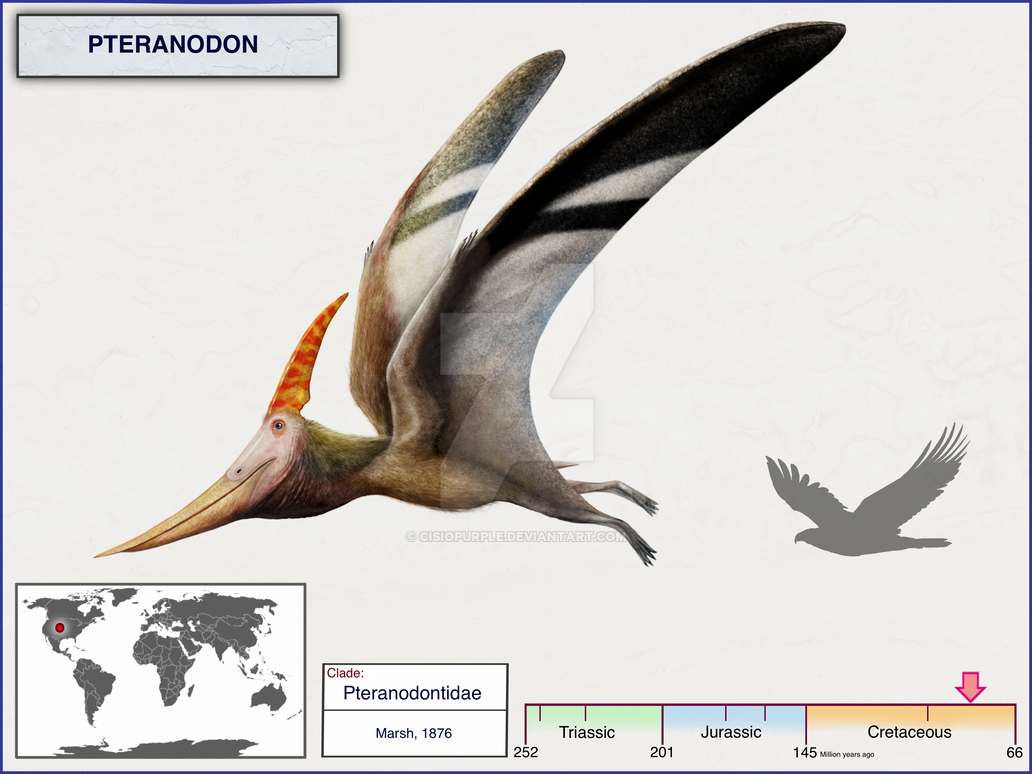 PTERANODON
© CISIOPURPLE.DEVIANTART.COM
Clade:
Pteranodontidae
Marsh, 1876
Triassic
Jurassic
Cretaceous
252
201
145 Million years ago
66